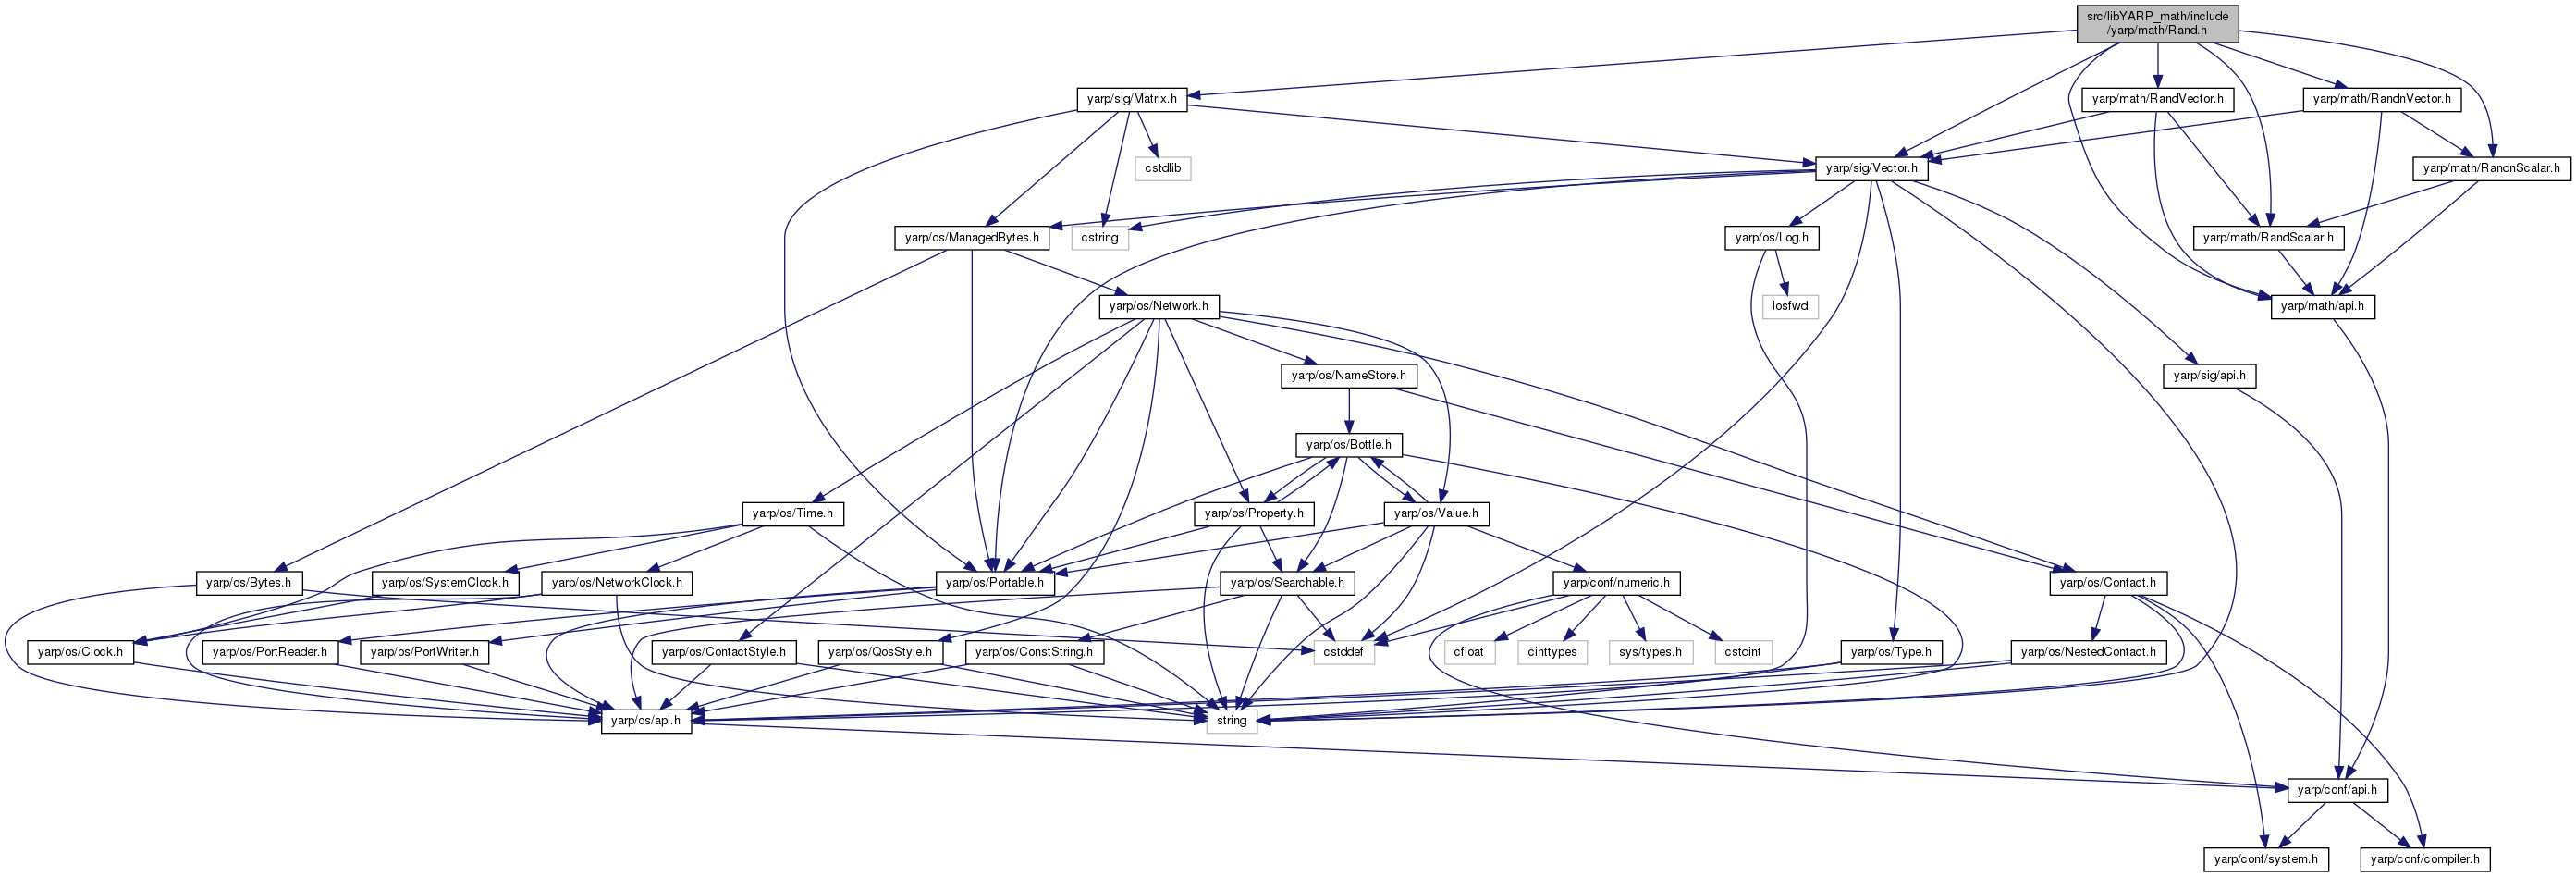 src/libYARP_math/include
/yarp/math/Rand.h
yarp/sig/Matrix.h
yarp/math/RandVector.h
yarp/math/RandnVector.h
cstdlib
yarp/sig/Vector.h
yarp/math/RandnScalar.h
yarp/os/ManagedBytes.h
cstring
yarp/os/Log.h
yarp/math/RandScalar.h
yarp/os/Network.h
iosfwd
yarp/math/api.h
yarp/os/NameStore.h
yarp/sig/api.h
yarp/os/Bottle.h
yarp/os/Time.h
yarp/os/Property.h
yarp/os/Value.h
yarp/os/Bytes.h
yarp/os/SystemClock.h
yarp/os/NetworkClock.h
yarp/os/Portable.h
yarp/os/Searchable.h
yarp/conf/numeric.h
yarp/os/Contact.h
yarp/os/Clock.h
yarp/os/PortReader.h
yarp/os/PortWriter.h
yarp/os/ContactStyle.h
yarp/os/QosStyle.h
yarp/os/ConstString.h
cstddef
cfloat
cinttypes
sys/types.h
cstdint
yarp/os/Type.h
yarp/os/NestedContact.h
yarp/os/api.h
string
yarp/conf/api.h
yarp/conf/system.h
yarp/conf/compiler.h